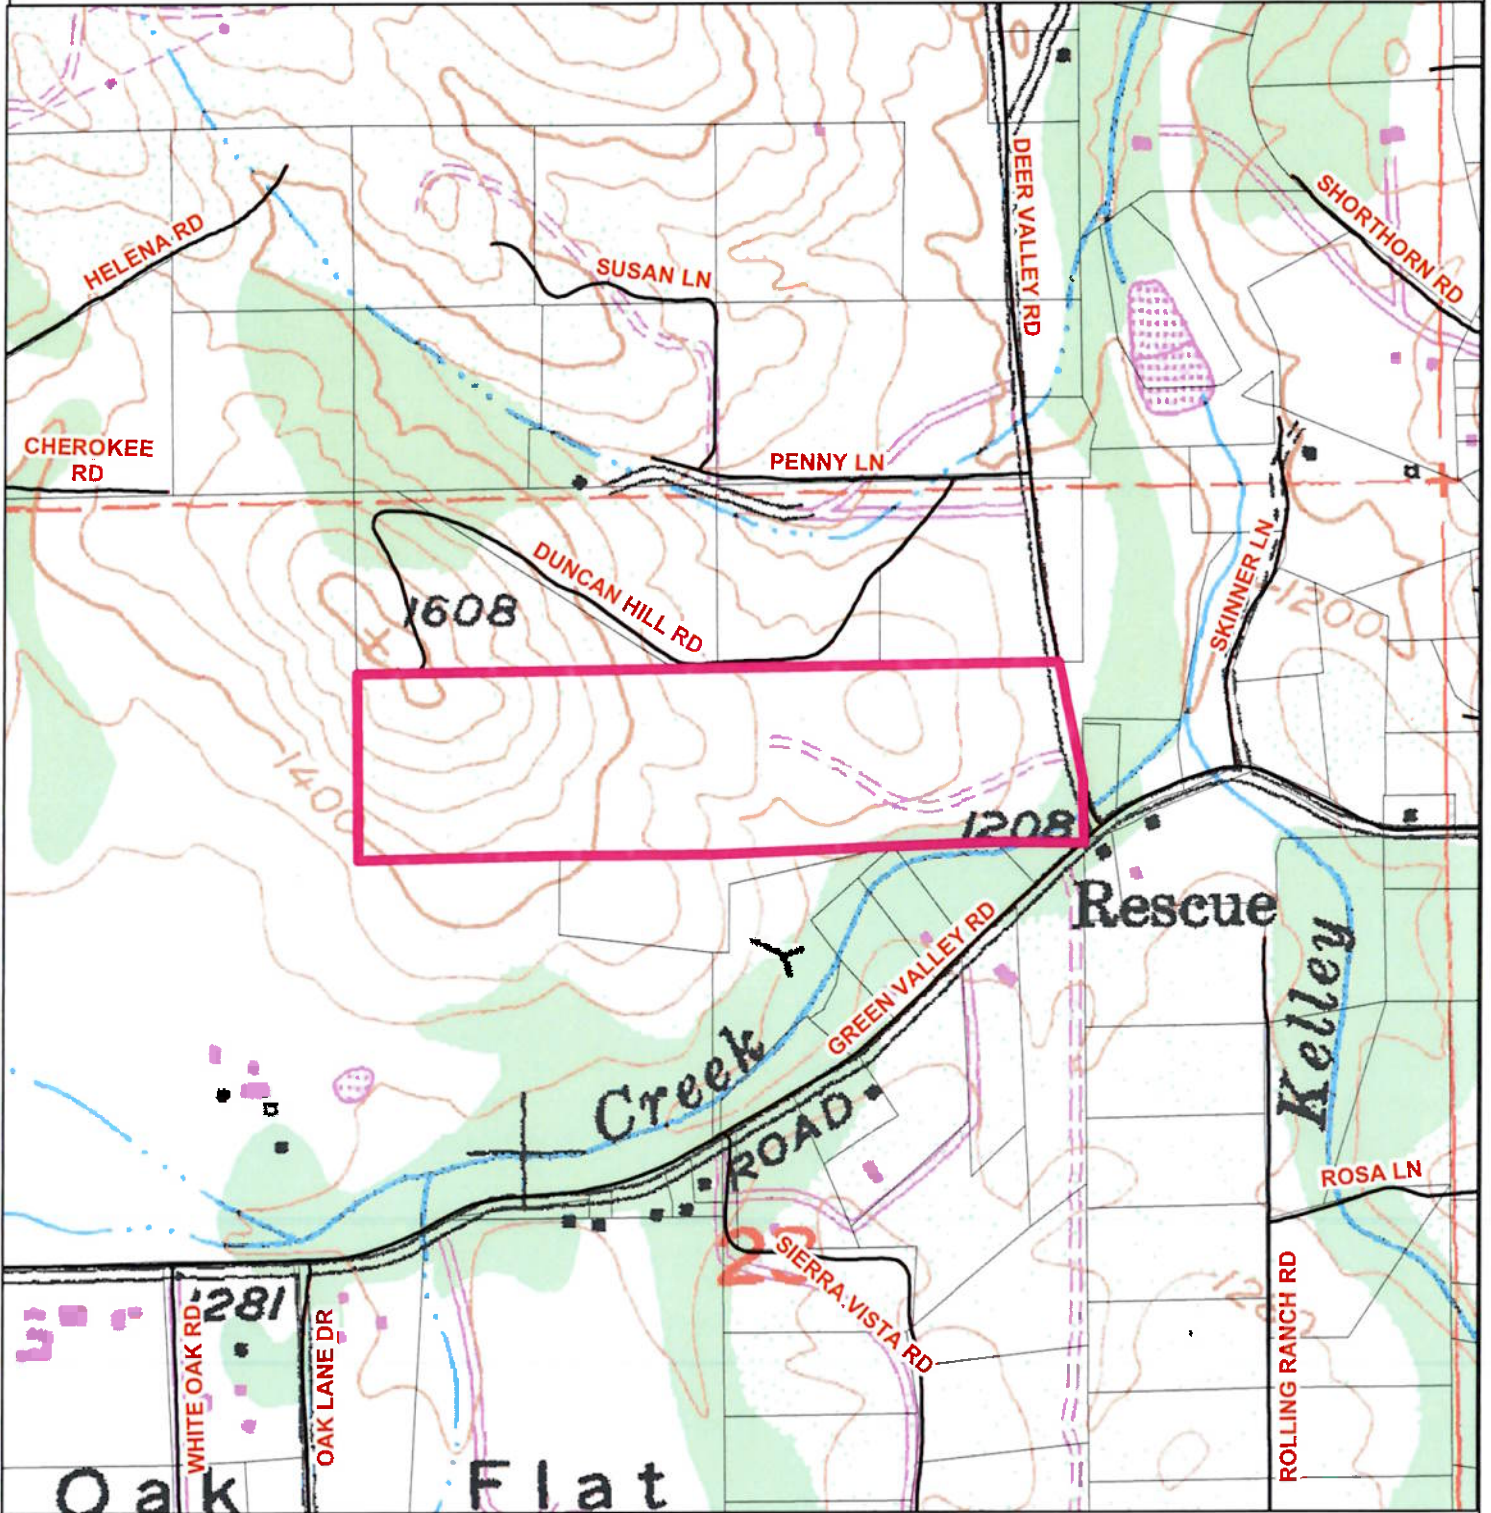 DEER VALLEY RD
SHORTHORN RD
HELENA RD
SUSAN LN
CHEROKEE
RD
PENNY LN
DUNCAN HILL RD
SKINNER LN
1608
1200
1400
1208
Rescue
GREEN VALLEY RD
Kelley
Creek
ROAD
ROSA LN
SIERRA VISTA RD
281
WHITE OAK RD
OAK LANE DR
ROLLING RANCH RD
Oak Flat